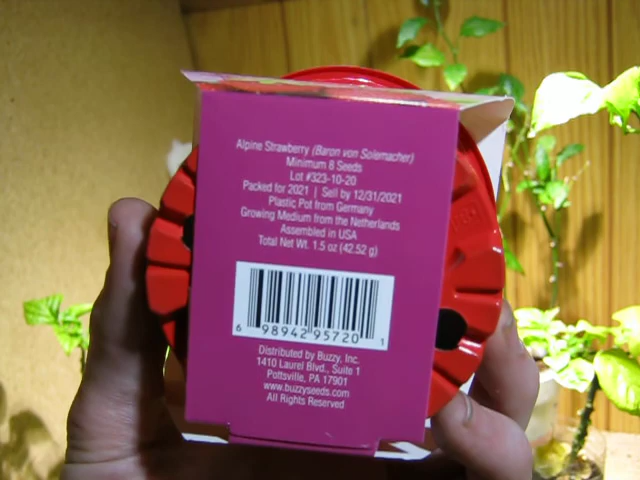 Alpine Strawberry (Baron von Solemacher)
Minimum 8 Seeds
Lot #323-10-20
Packed for 2021 | Sell by 12/31/2021
Plastic Pot from Germany
Growing Medium from the Netherlands
Assembled in USA
Total Net Wt. 1.5 oz (42.52 g)
6 98942 95720 1
Distributed by Buzzy, Inc.
1410 Laurel Blvd., Suite 1
Pottsville, PA 17901
www.buzzyseeds.com
All Rights Reserved